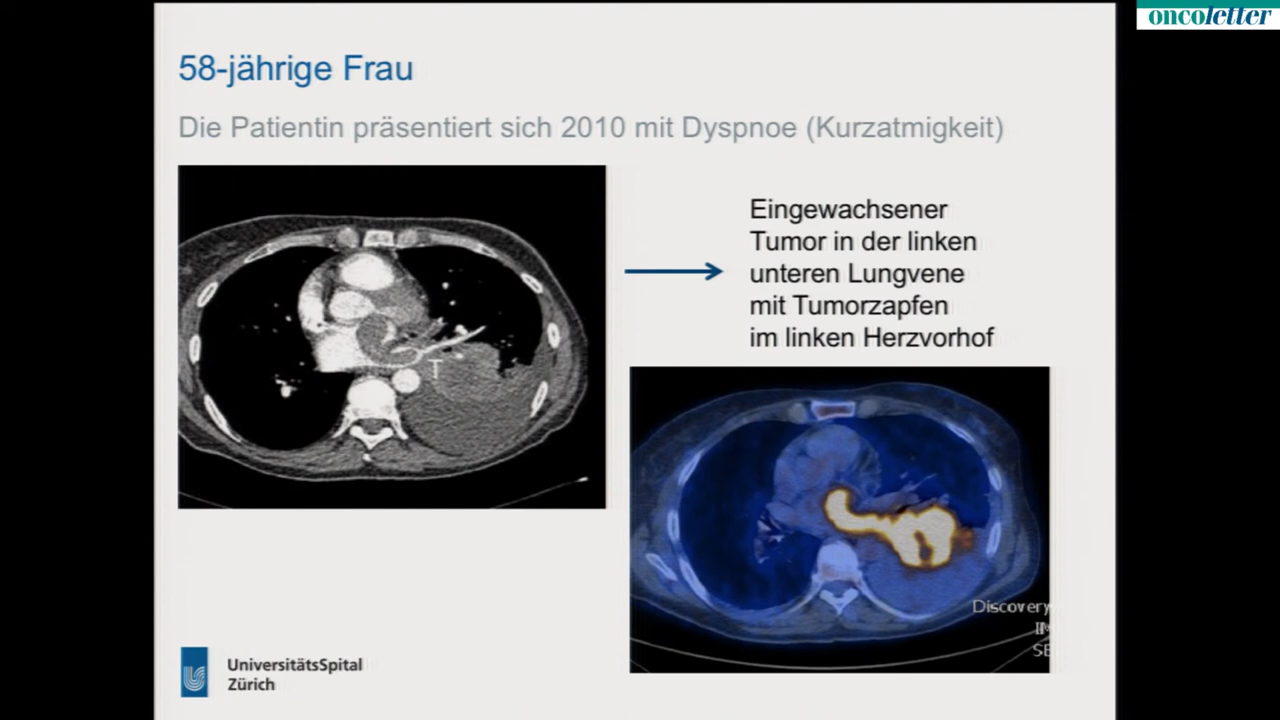 oncoletter
58-jährige Frau
Die Patientin präsentiert sich 2010 mit Dyspnoe (Kurzatmigkeit)
Eingewachsener
Tumor in der linken
unteren Lungvene
mit Tumorzapfen
im linken Herzvorhof
T
Discovery
SE
UniversitätsSpital
Zürich